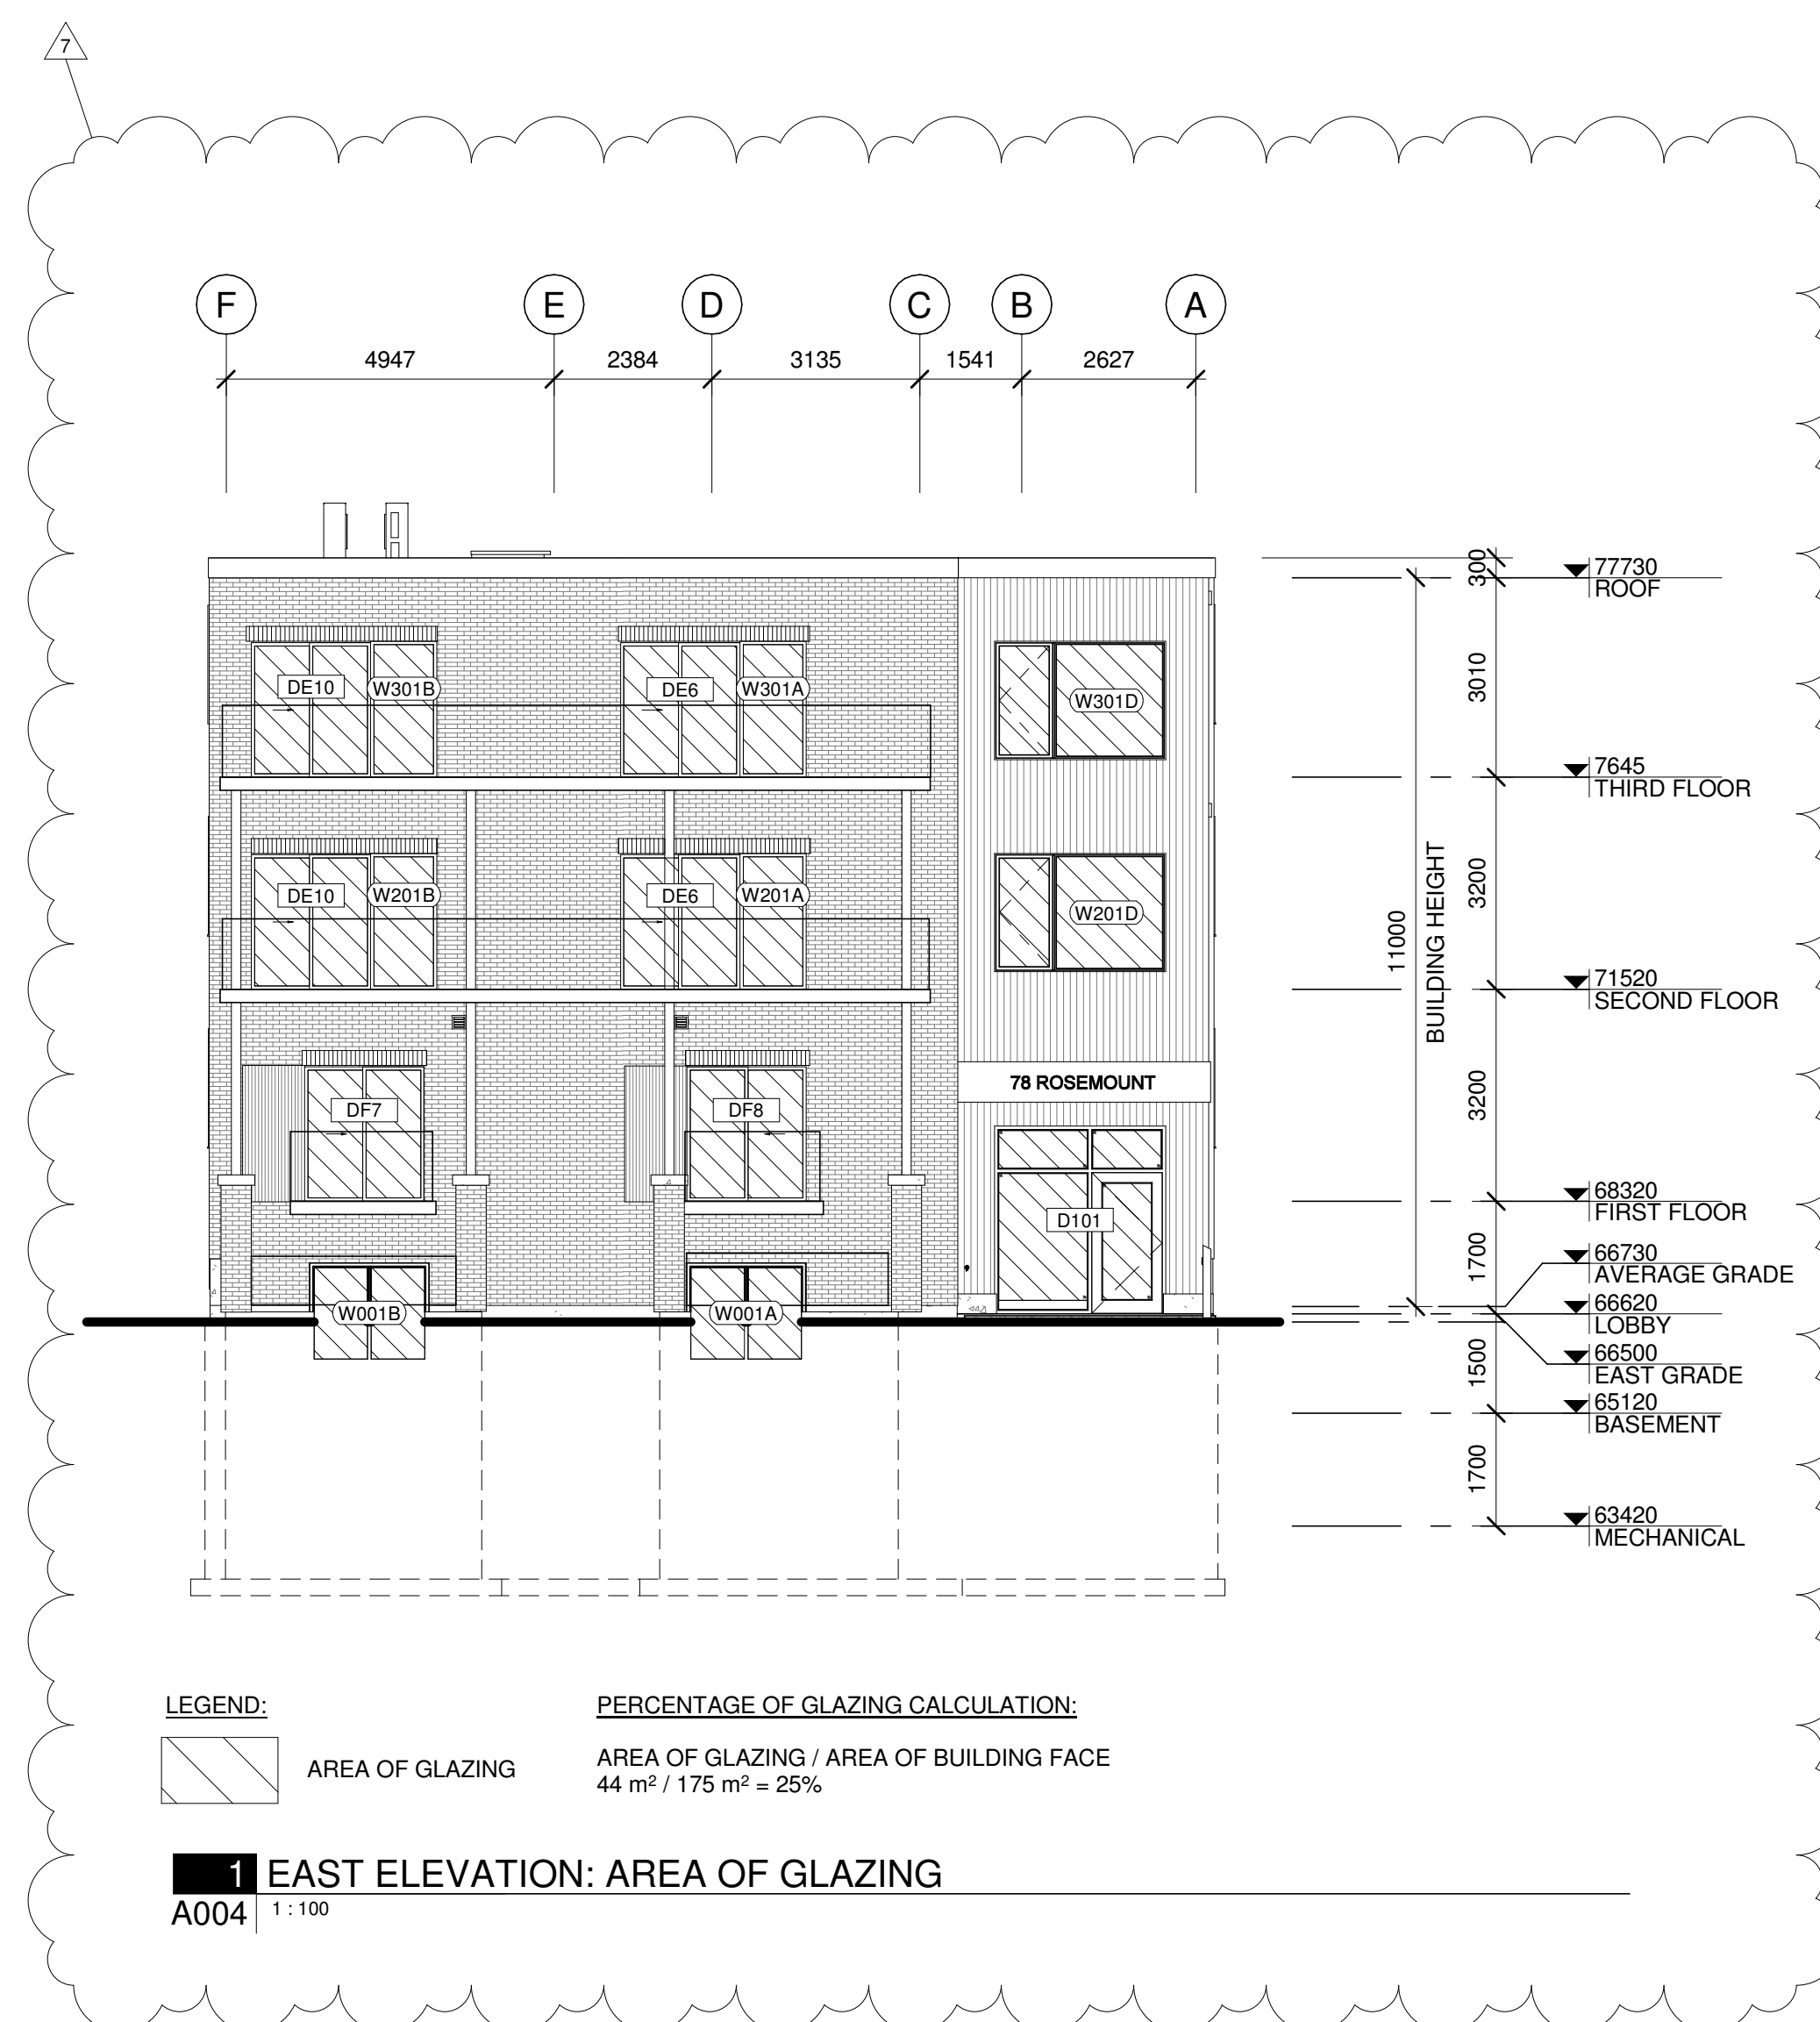 7
F E D C B A
4947 2384 3135 1541 2627
300
77730
ROOF
3010
DE10 W301B DE6 W301A W301D
7645
THIRD FLOOR
3200
DE10 W201B DE6 W201A W201D
11000
BUILDING HEIGHT
71520
SECOND FLOOR
78 ROSEMOUNT
3200
DF7 DF8
68320
FIRST FLOOR
D101
1700
66730
AVERAGE GRADE
66620
LOBBY
W001B W001A
66500
EAST GRADE
1500
65120
BASEMENT
1700
63420
MECHANICAL
LEGEND:
AREA OF GLAZING
PERCENTAGE OF GLAZING CALCULATION:
AREA OF GLAZING / AREA OF BUILDING FACE
44 m² / 175 m² = 25%
1 EAST ELEVATION: AREA OF GLAZING
A004 1 : 100